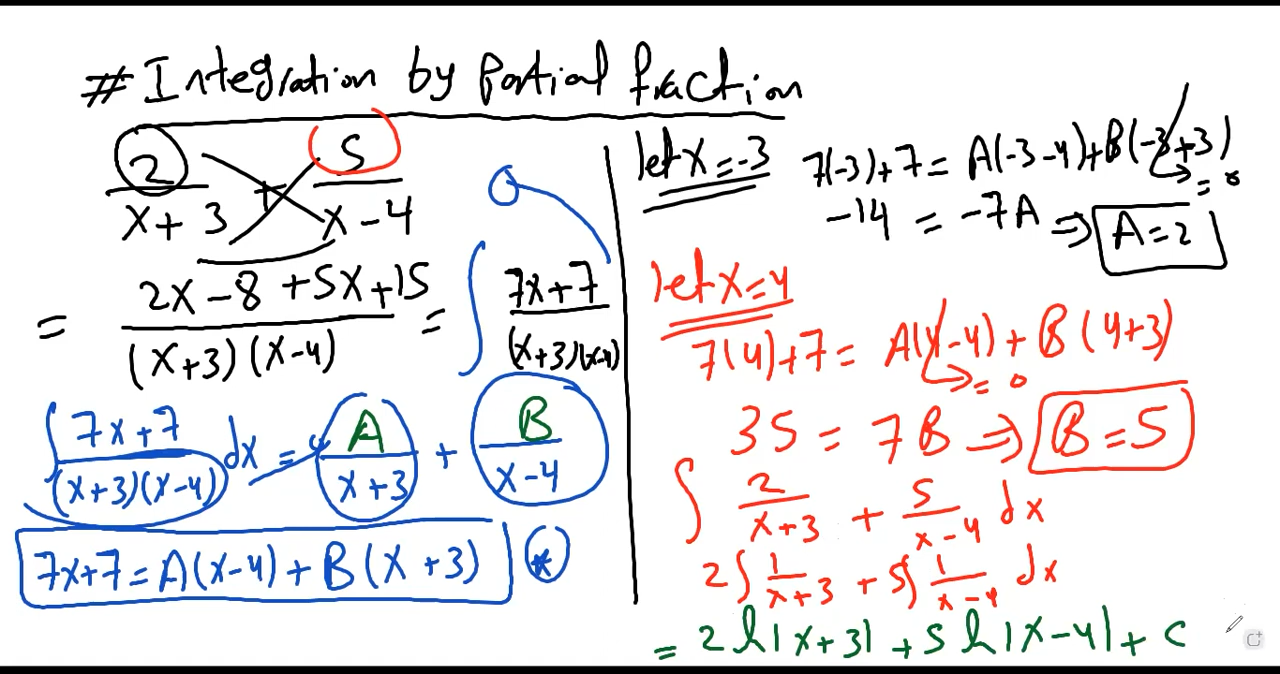 # Integration by Partial fraction
2/(x+3) + 5/(x-4)
= (2x-8+5x+15)/((x+3)(x-4)) = ∫ (7x+7)/((x+3)(x-4))
∫ (7x+7)/((x+3)(x-4)) dx = A/(x+3) + B/(x-4)
7x+7 = A(x-4) + B(x+3) *
let x=-3
7(-3)+7 = A(-3-4)+B(-3+3)
= 0
-14 = -7A ⇒ A=2
let x=4
7(4)+7 = A(4-4) + B(4+3)
= 0
35 = 7B ⇒ B=5
∫ 2/(x+3) + 5/(x-4) dx
2∫ 1/(x+3) + 5∫ 1/(x-4) dx
= 2 ln|x+3| + 5 ln|x-4| + c